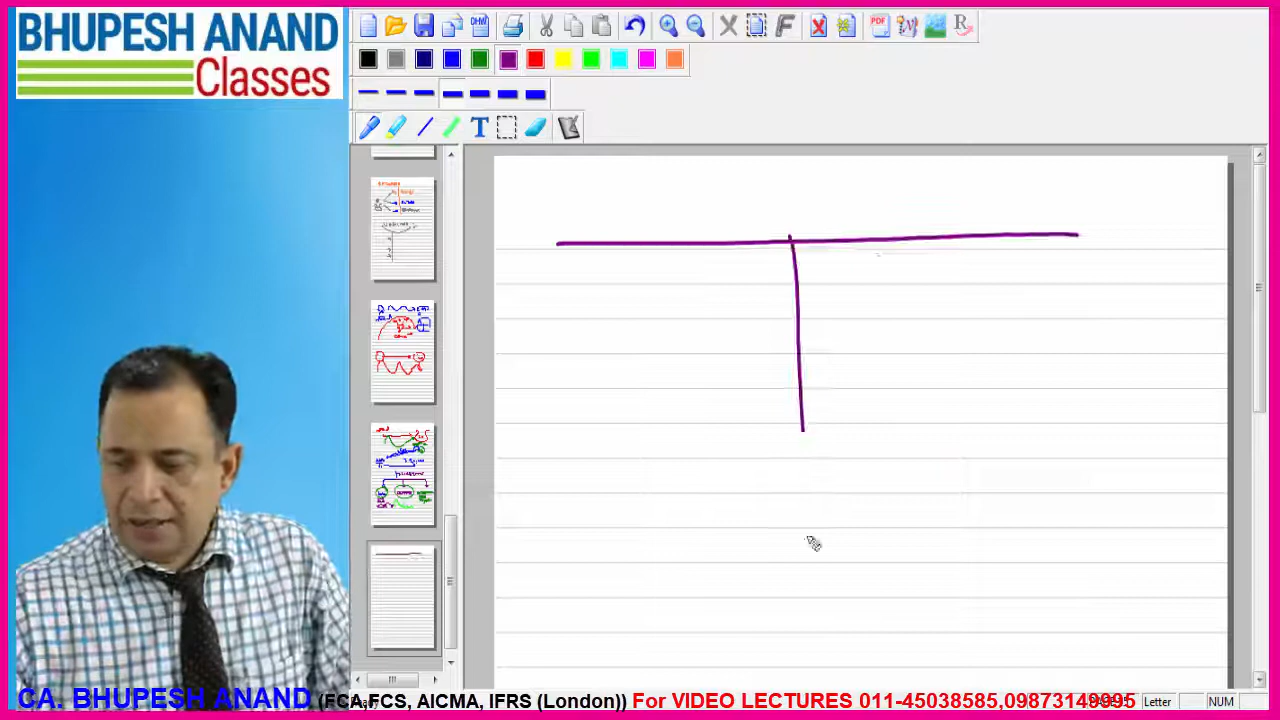 BHUPESH ANAND
Classes
CA. BHUPESH ANAND (FCA,FCS, AICMA, IFRS (London)) For VIDEO LECTURES 011-45038585,09873149995
Letter
NUM